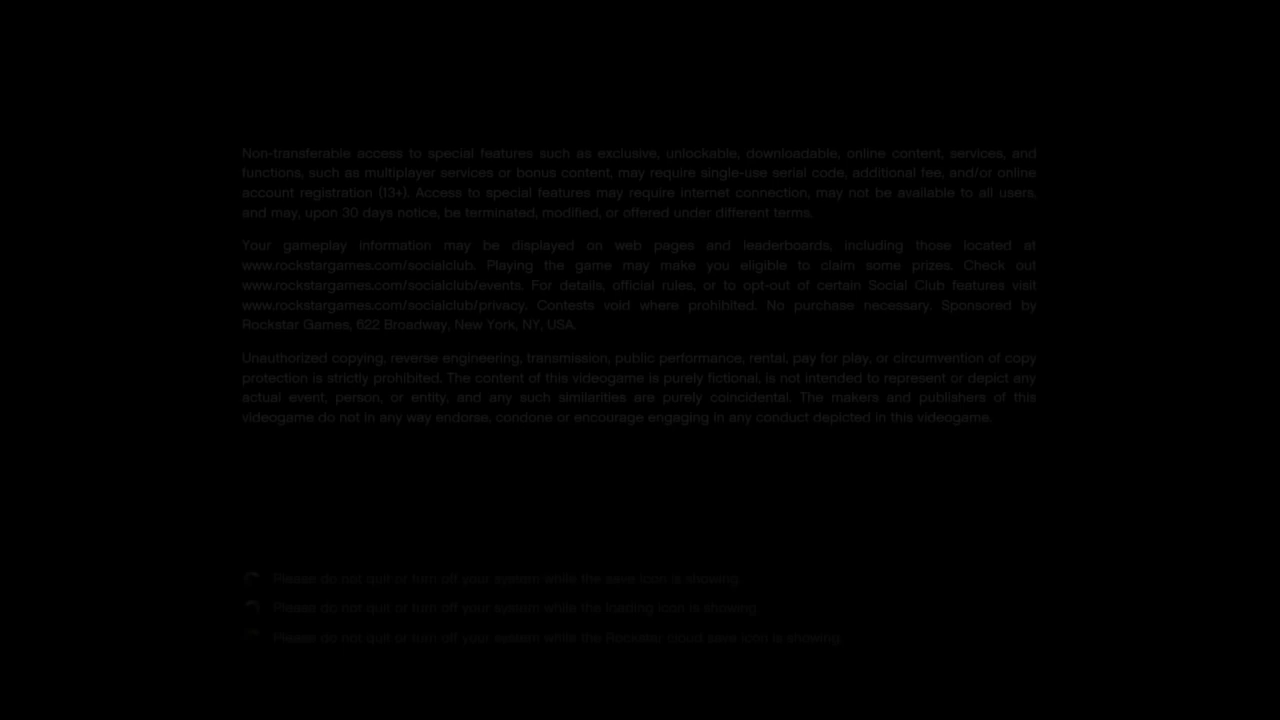 Non-transferable access to special features such as exclusive, unlockable, downloadable, online content, services, and
functions, such as multiplayer services or bonus content, may require single-use serial code, additional fee, and/or online
account registration (13+). Access to special features may require internet connection, may not be available to all users,
and may, upon 30 days notice, be terminated, modified, or offered under different terms.
Your gameplay information may be displayed on web pages and leaderboards, including those located at
www.rockstargames.com/socialclub. Playing the game may make you eligible to claim some prizes. Check out
www.rockstargames.com/socialclub/events. For details, official rules, or to opt-out of certain Social Club features visit
www.rockstargames.com/socialclub/privacy. Contests void where prohibited. No purchase necessary. Sponsored by
Rockstar Games, 622 Broadway, New York, NY, USA.
Unauthorized copying, reverse engineering, transmission, public performance, rental, pay for play, or circumvention of copy
protection is strictly prohibited. The content of this videogame is purely fictional, is not intended to represent or depict any
actual event, person, or entity, and any such similarities are purely coincidental. The makers and publishers of this
videogame do not in any way endorse, condone or encourage engaging in any conduct depicted in this videogame.
Please do not quit or turn off your system while the save icon is showing.
Please do not quit or turn off your system while the loading icon is showing.
Please do not quit or turn off your system while the Rockstar cloud save icon is showing.